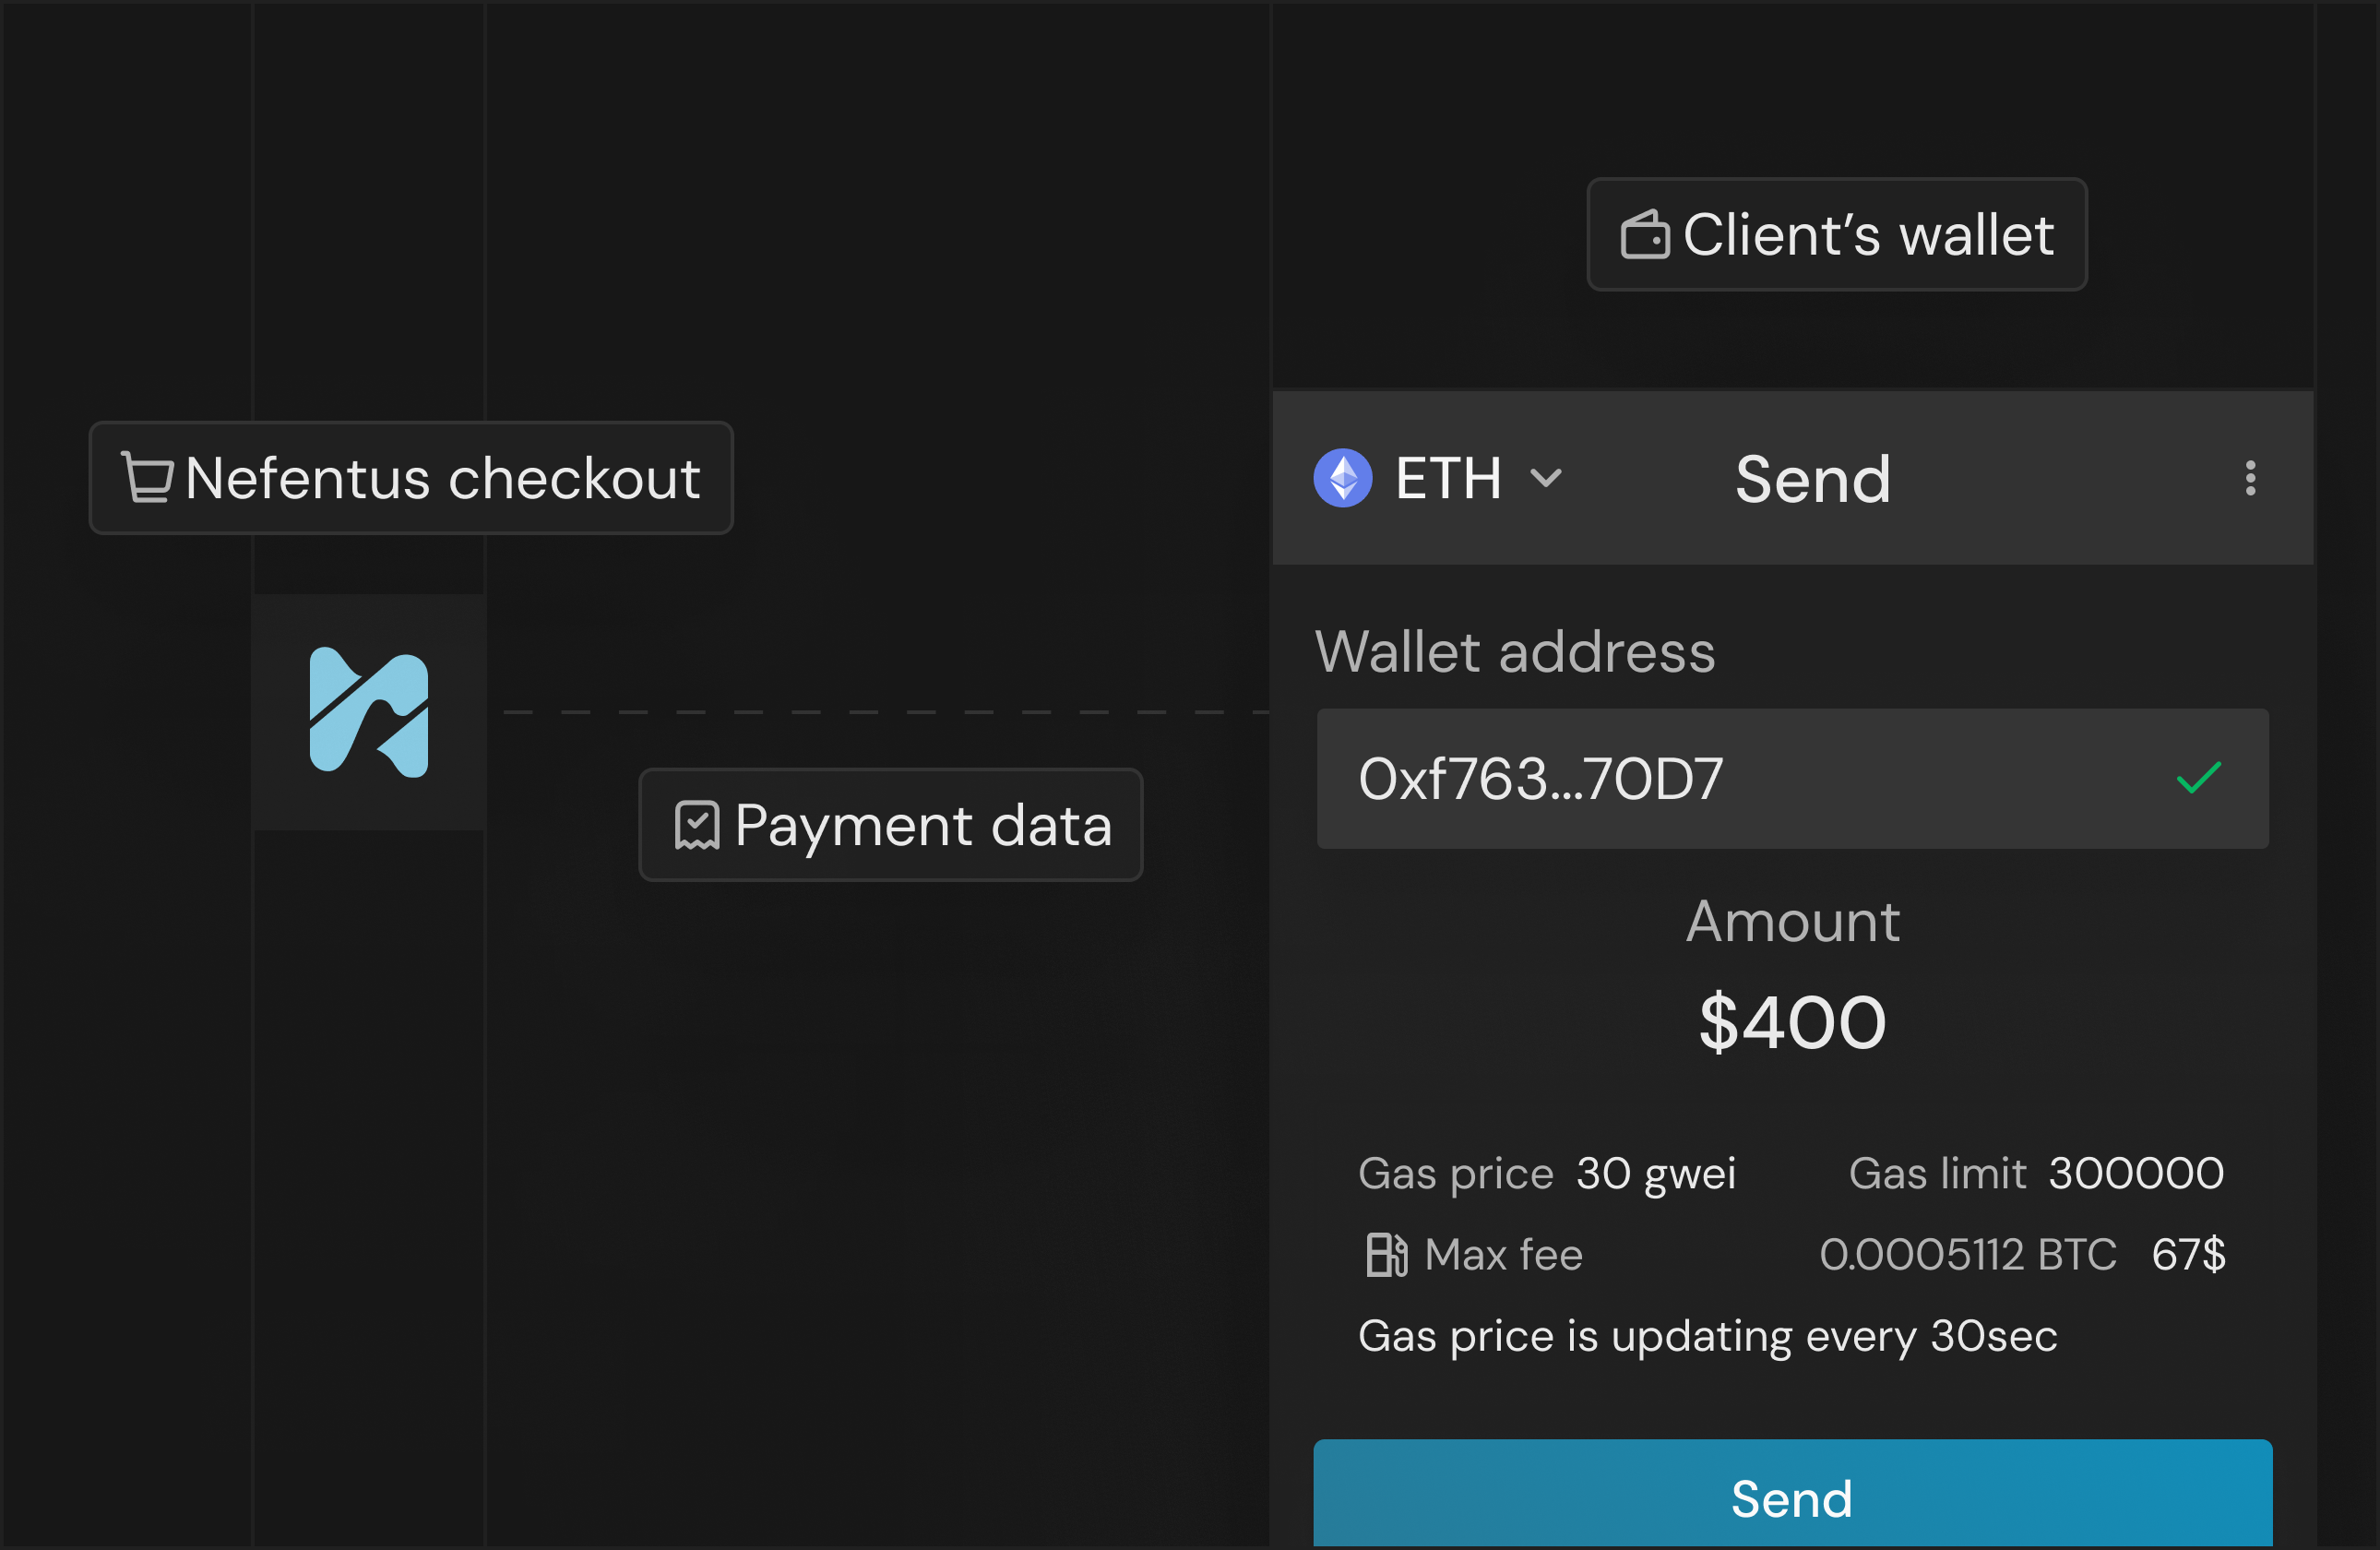 Client’s wallet
Nefentus checkout
ETH
Send
Wallet address
0xf763...70D7
Payment data
Amount
$400
Gas price 30 gwei
Gas limit 300000
Max fee
0.0005112 BTC 67$
Gas price is updating every 30sec
Send